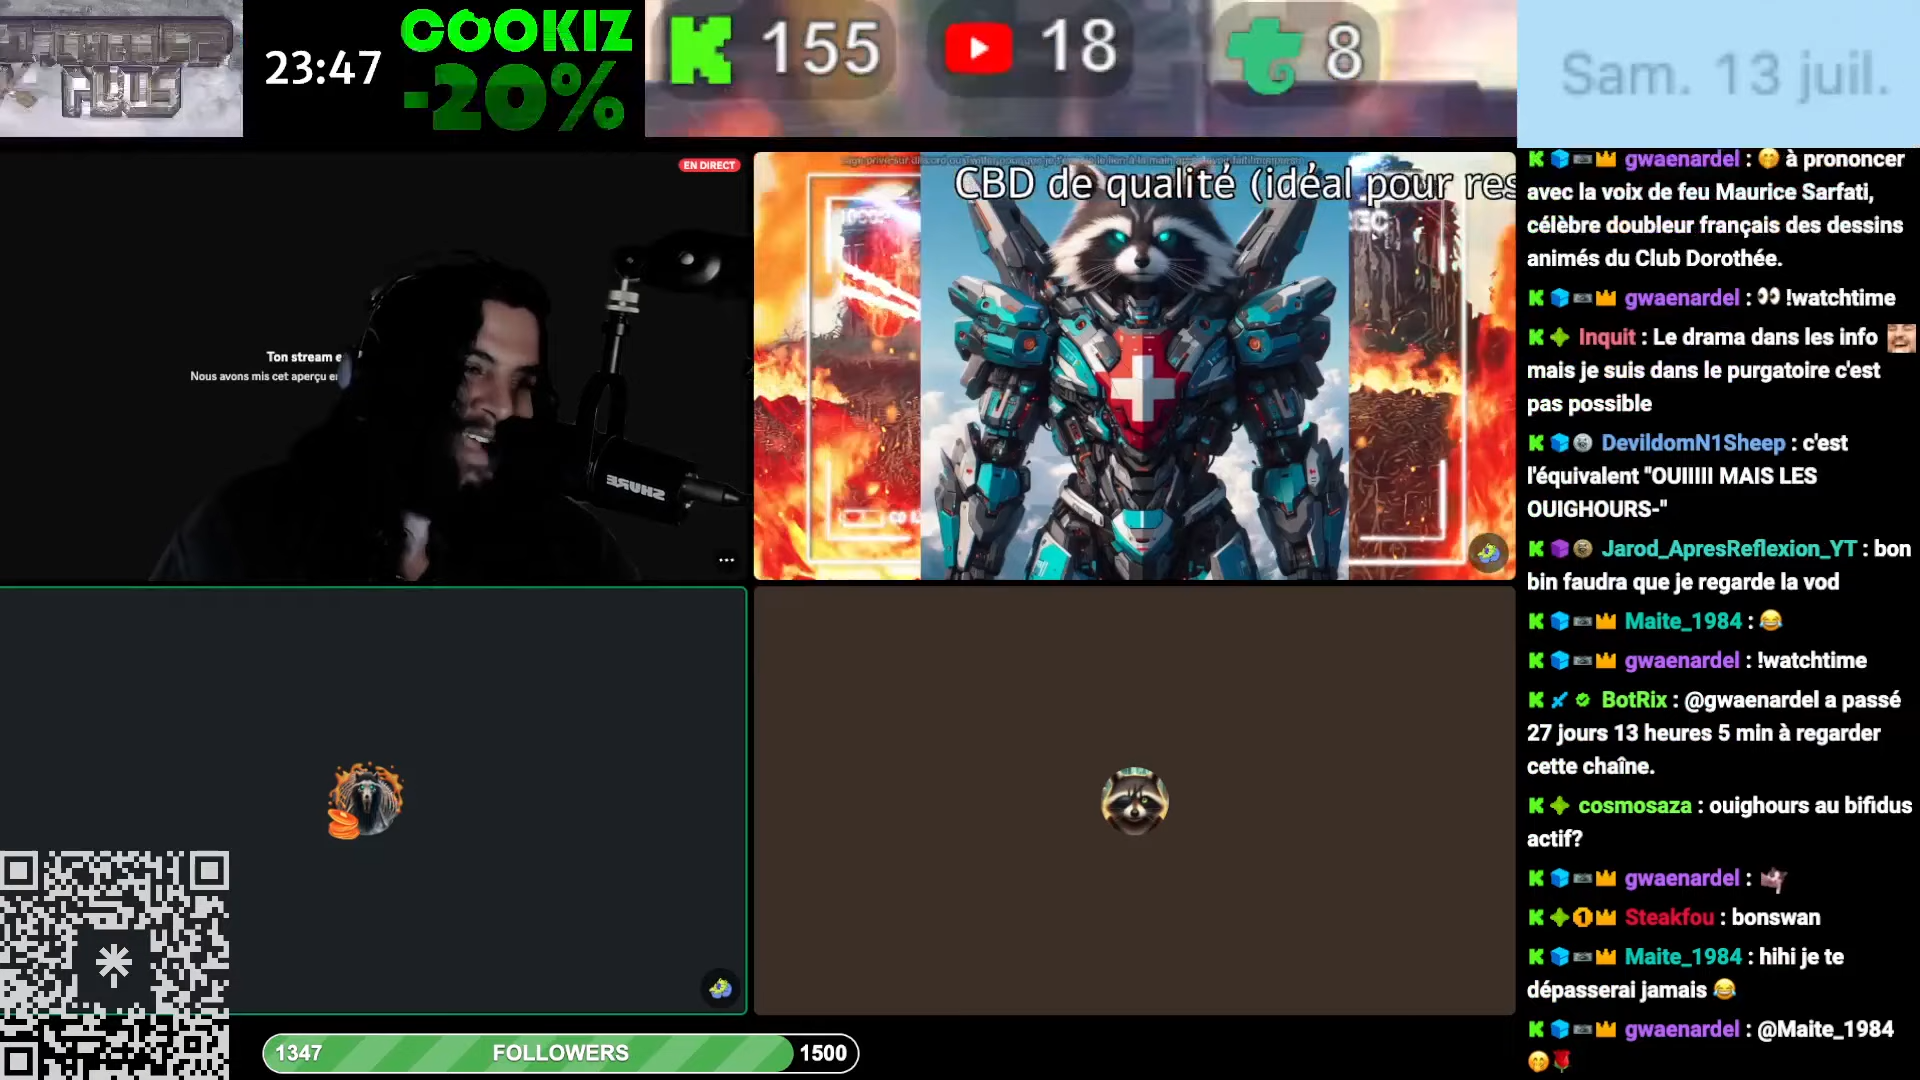 23:47
COOKIZ
-20%
155
18
8
Sam. 13 juil.
EN DIRECT
Ton stream e
Nous avons mis cet aperçu e
SHURE
CBD de qualité (idéal pour res
gwaenardel : 🤭 à prononcer
avec la voix de feu Maurice Sarfati,
célèbre doubleur français des dessins
animés du Club Dorothée.
gwaenardel : 👀 !watchtime
Inquit : Le drama dans les info
mais je suis dans le purgatoire c'est
pas possible
DevildomN1Sheep : c'est
l'équivalent "OUIIIII MAIS LES
OUIGHOURS-"
Jarod_ApresReflexion_YT : bon
bin faudra que je regarde la vod
Maite_1984 : 😂
gwaenardel : !watchtime
BotRix : @gwaenardel a passé
27 jours 13 heures 5 min à regarder
cette chaîne.
cosmosaza : ouighours au bifidus
actif?
gwaenardel :
Steakfou : bonswan
Maite_1984 : hihi je te
dépasserai jamais 😂
gwaenardel : @Maite_1984
🤭🌹
1347 FOLLOWERS 1500